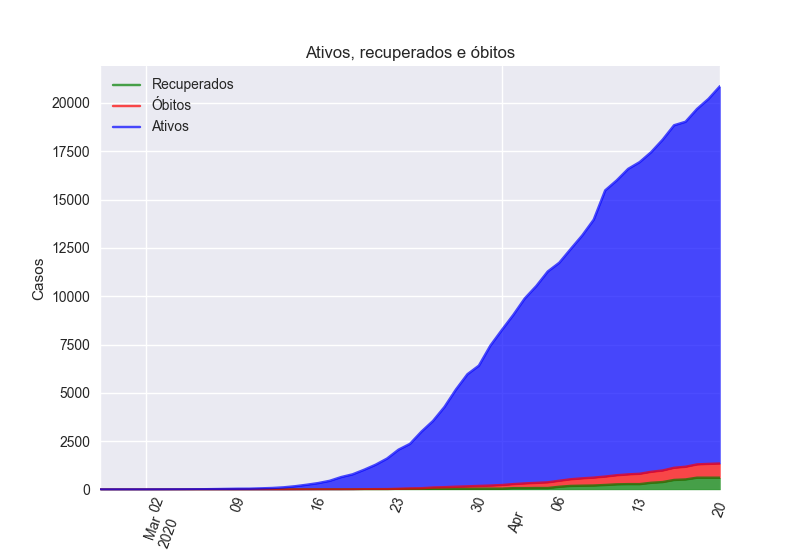 Ativos, recuperados e óbitos
Recuperados
Óbitos
Ativos
Casos
20000
17500
15000
12500
10000
7500
5000
2500
0
Mar 02
2020
09
16
23
30
Apr
06
13
20